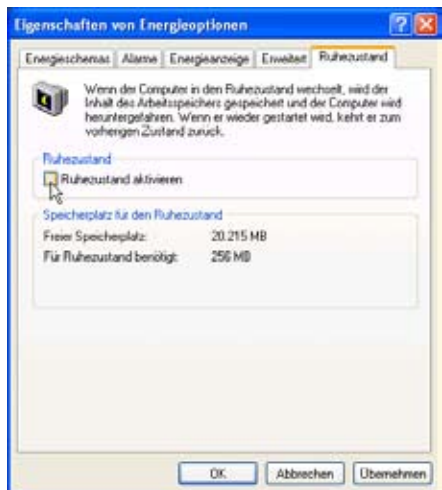 Eigenschaften von Energieoptionen
Energieschemas Alarme Energieanzeige Erweitert Ruhezustand
Wenn der Computer in den Ruhezustand wechselt, wird der
Inhalt des Arbeitsspeichers gespeichert und der Computer wird
heruntergefahren. Wenn er wieder gestartet wird, kehrt er zum
vorherigen Zustand zurück.
Ruhezustand
Ruhezustand aktivieren
Speicherplatz für den Ruhezustand
Freier Speicherplatz: 20.215 MB
Für Ruhezustand benötigt: 256 MB
OK Abbrechen Übernehmen